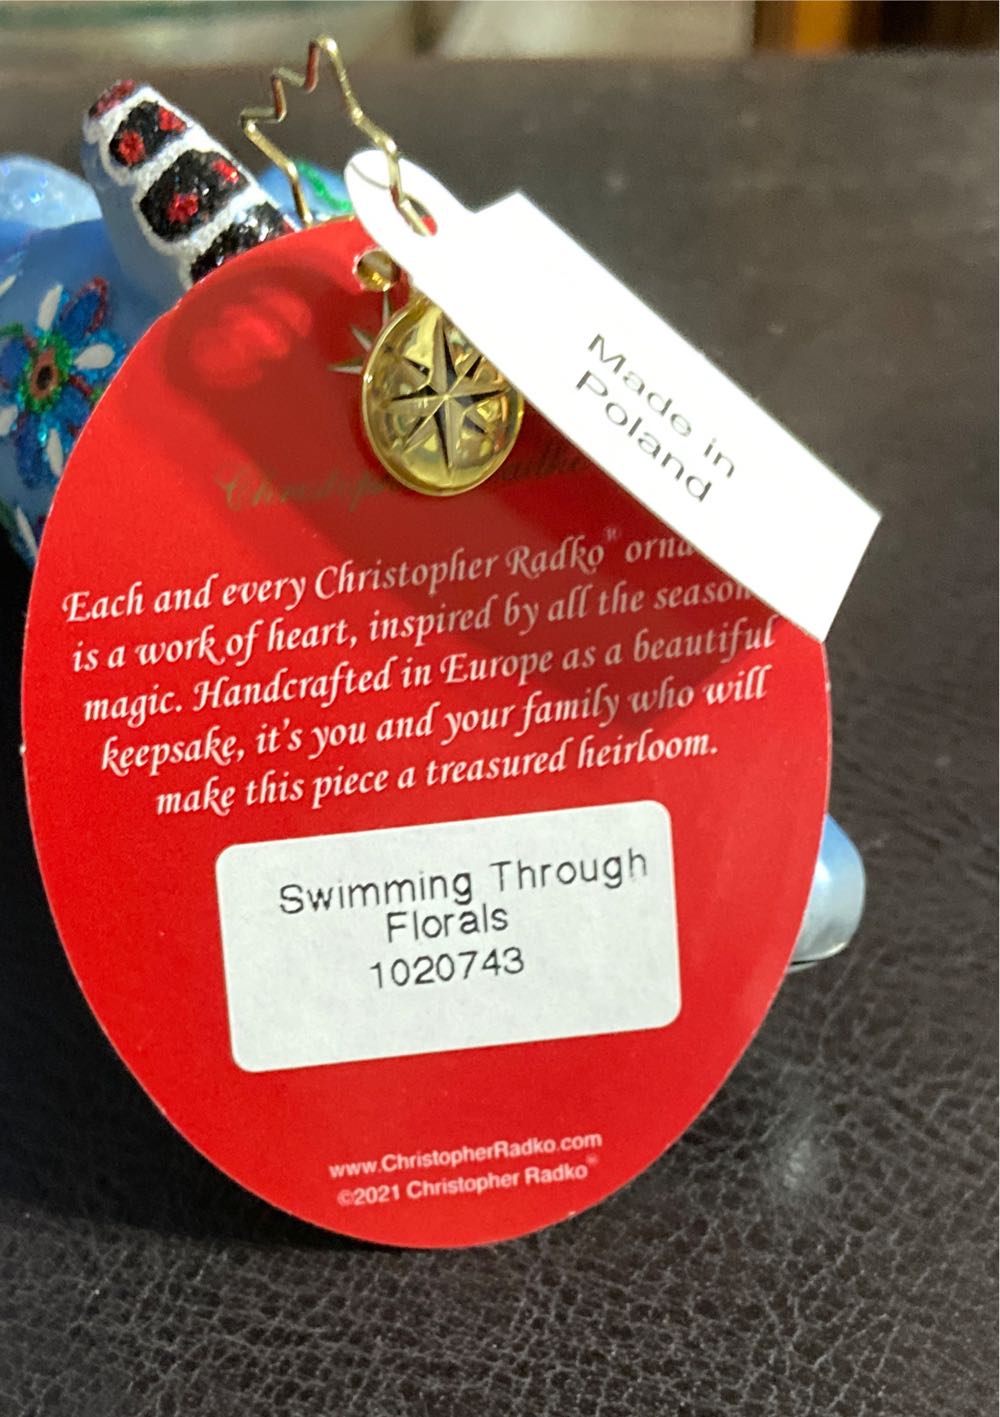 Made in
Poland
Each and every Christopher Radko® orna
is a work of heart, inspired by all the season
magic. Handcrafted in Europe as a beautiful
keepsake, it's you and your family who will
make this piece a treasured heirloom.
Swimming Through
Florals
1020743
www.ChristopherRadko.com
©2021 Christopher Radko™